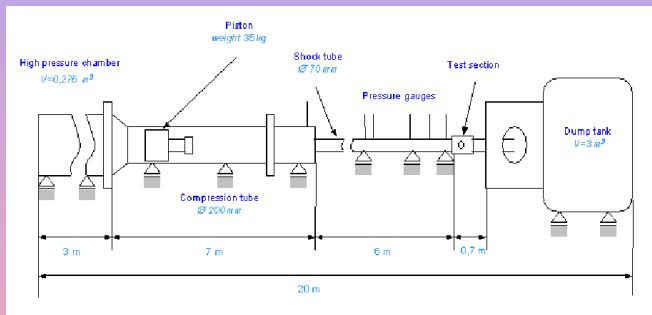 Piston
weight 35kg
High pressure chamber
V=0,275 m³
Shock tube
Ø 70 mm
Test section
Pressure gauges
Dump tank
V=3 m³
Compression tube
Ø 200 mm
3 m
7 m
6 m
0,7 m
20 m